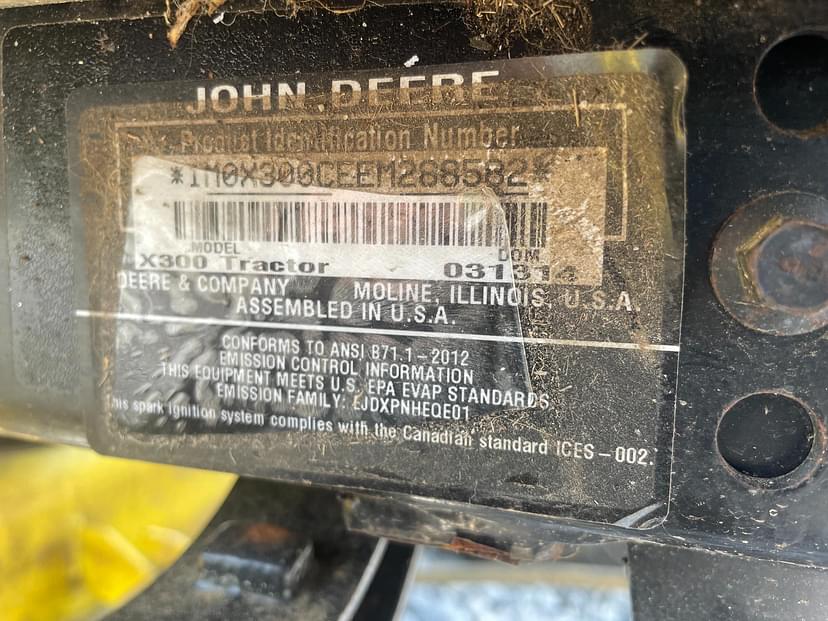 JOHN DEERE
Product Identification Number
*1M0X300CEEM288582*
MODEL DOM
X300 Tractor 031314
DEERE & COMPANY MOLINE, ILLINOIS, U.S.A.
ASSEMBLED IN U.S.A.
CONFORMS TO ANSI B71.1-2012
EMISSION CONTROL INFORMATION
THIS EQUIPMENT MEETS U.S. EPA EVAP STANDARDS
EMISSION FAMILY: EJDXPNHEQE01
This spark ignition system complies with the Canadian standard ICES-002.